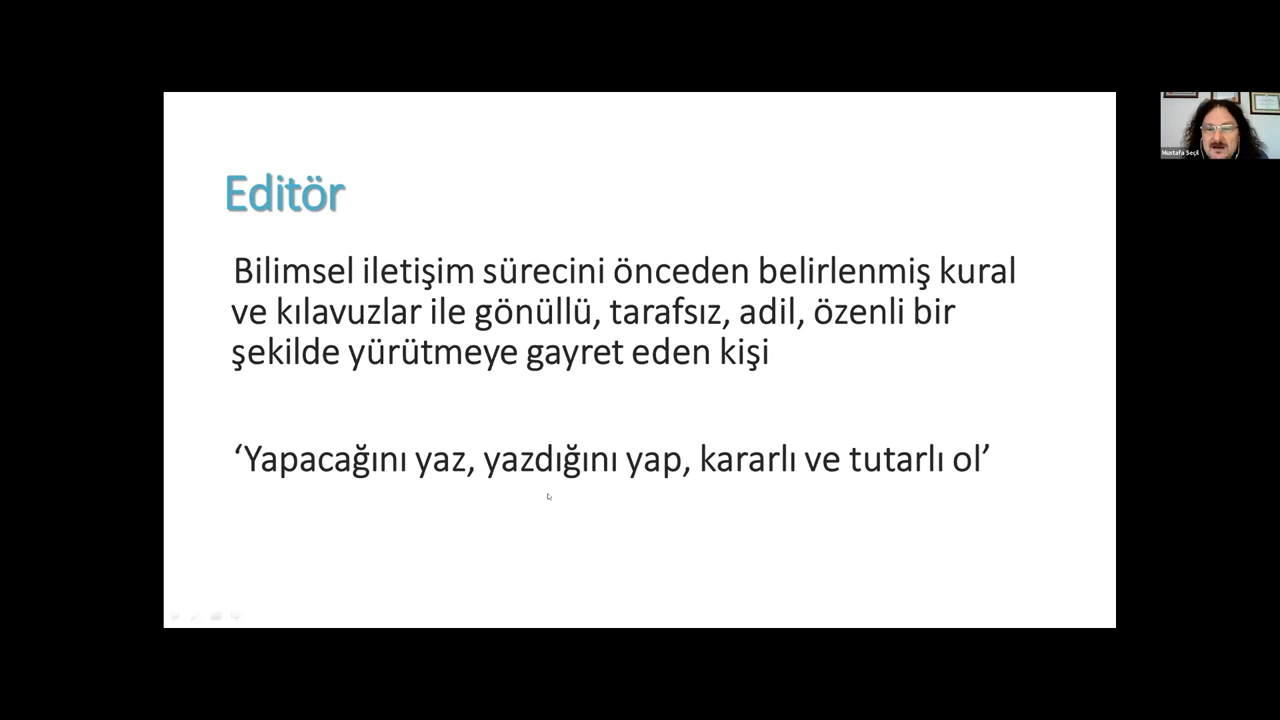 Editör
Bilimsel iletişim sürecini önceden belirlenmiş kural
ve kılavuzlar ile gönüllü, tarafsız, adil, özenli bir
şekilde yürütmeye gayret eden kişi
‘Yapacağını yaz, yazdığını yap, kararlı ve tutarlı ol’
Mustafa Seçil